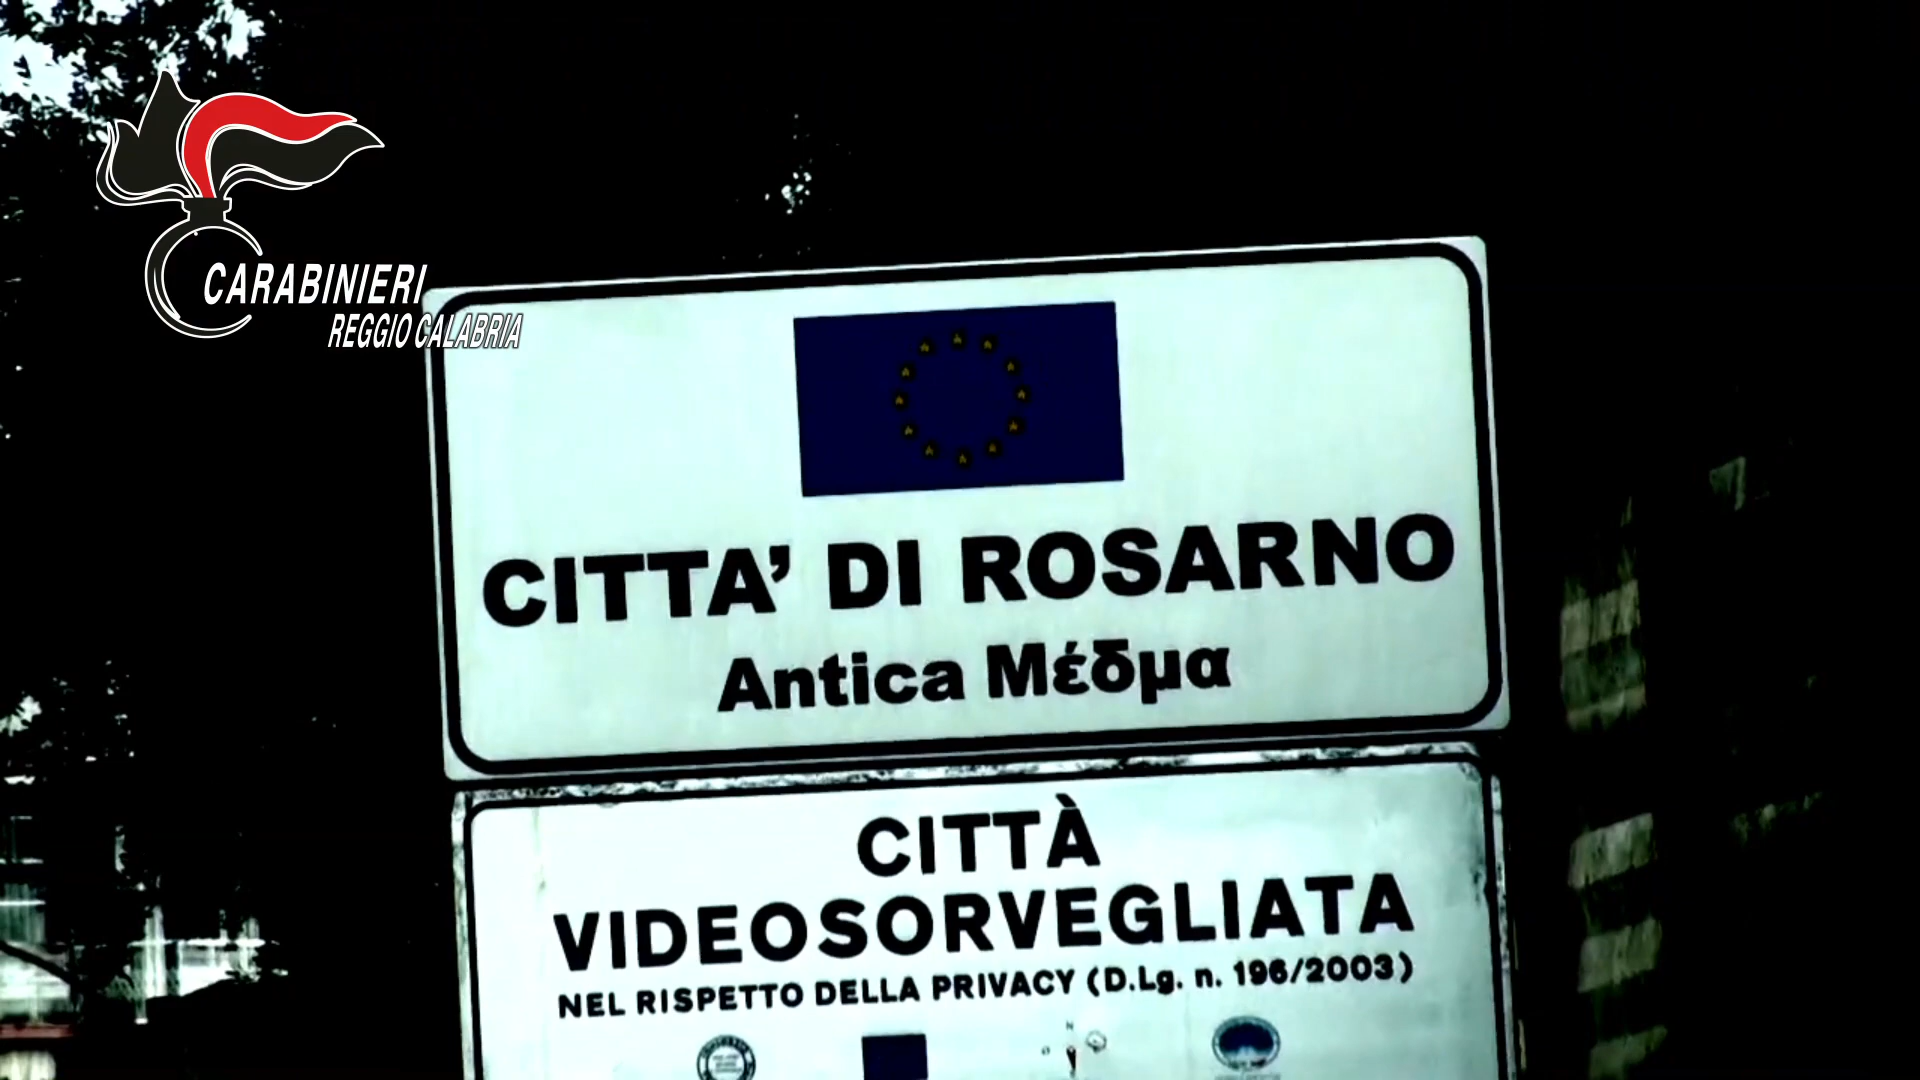 CARABINIERI
REGGIO CALABRIA
CITTA' DI ROSARNO
Antica Μέδμα
CITTÀ
VIDEOSORVEGLIATA
NEL RISPETTO DELLA PRIVACY (D.Lg. n. 196/2003)
N
O